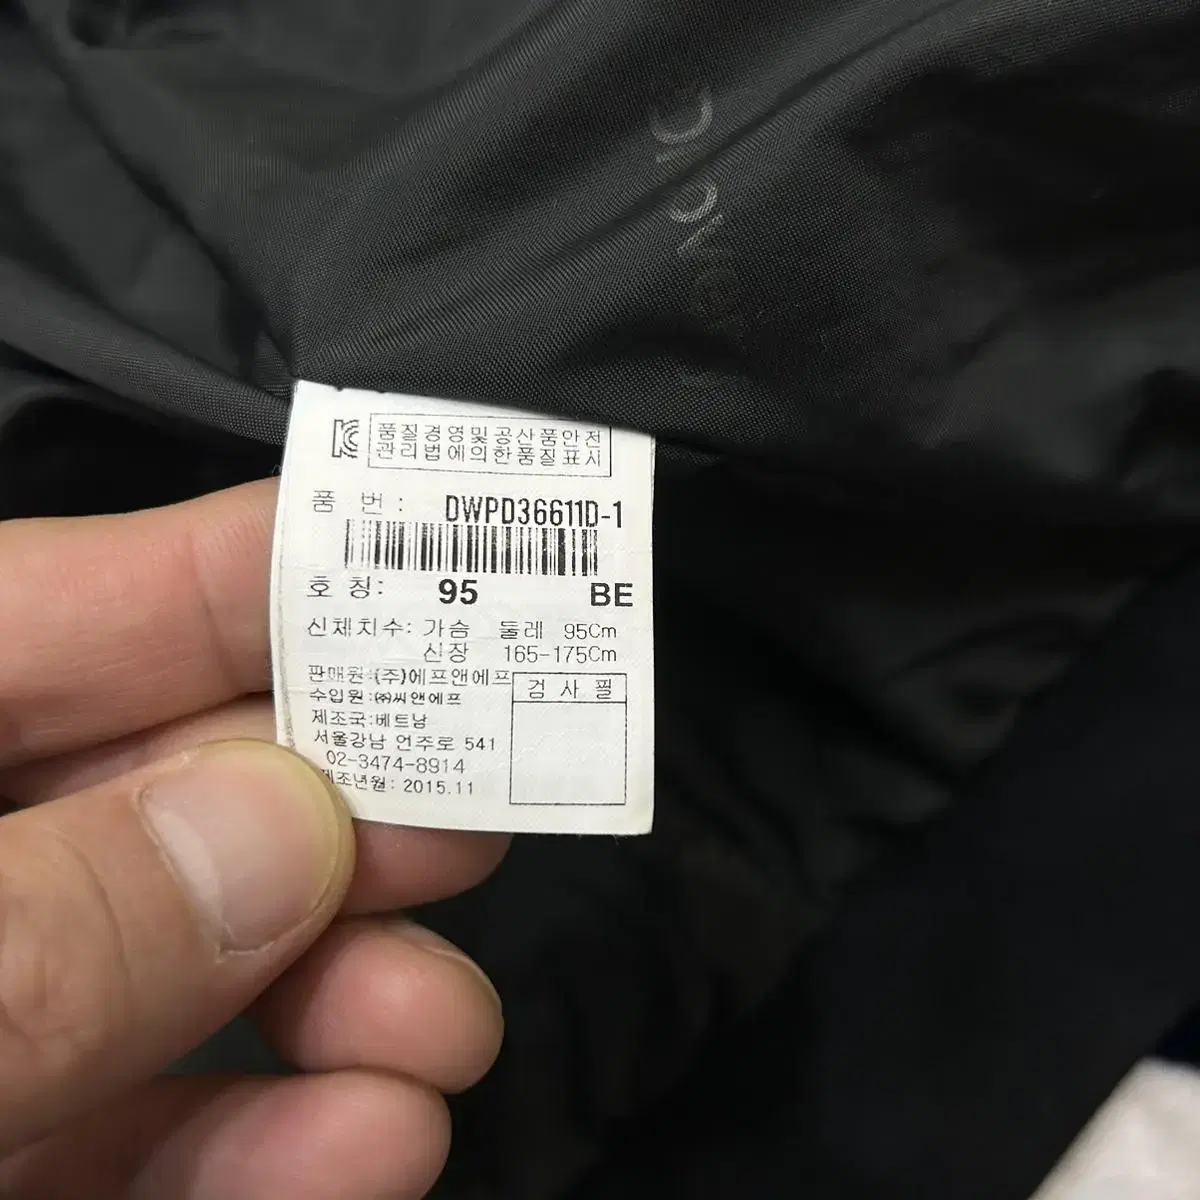 품질경영및공산품안전
관리법에의한품질표시
품 번 : DWPD36611D-1
호 칭: 95 BE
신체치수: 가슴 둘레 95Cm
신장 165-175Cm
판매원:(주)에프앤에프
수입원:㈜씨앤에프
검 사 필
제조국:베트남
서울강남 언주로 541
02-3474-8914
제조년월: 2015.11